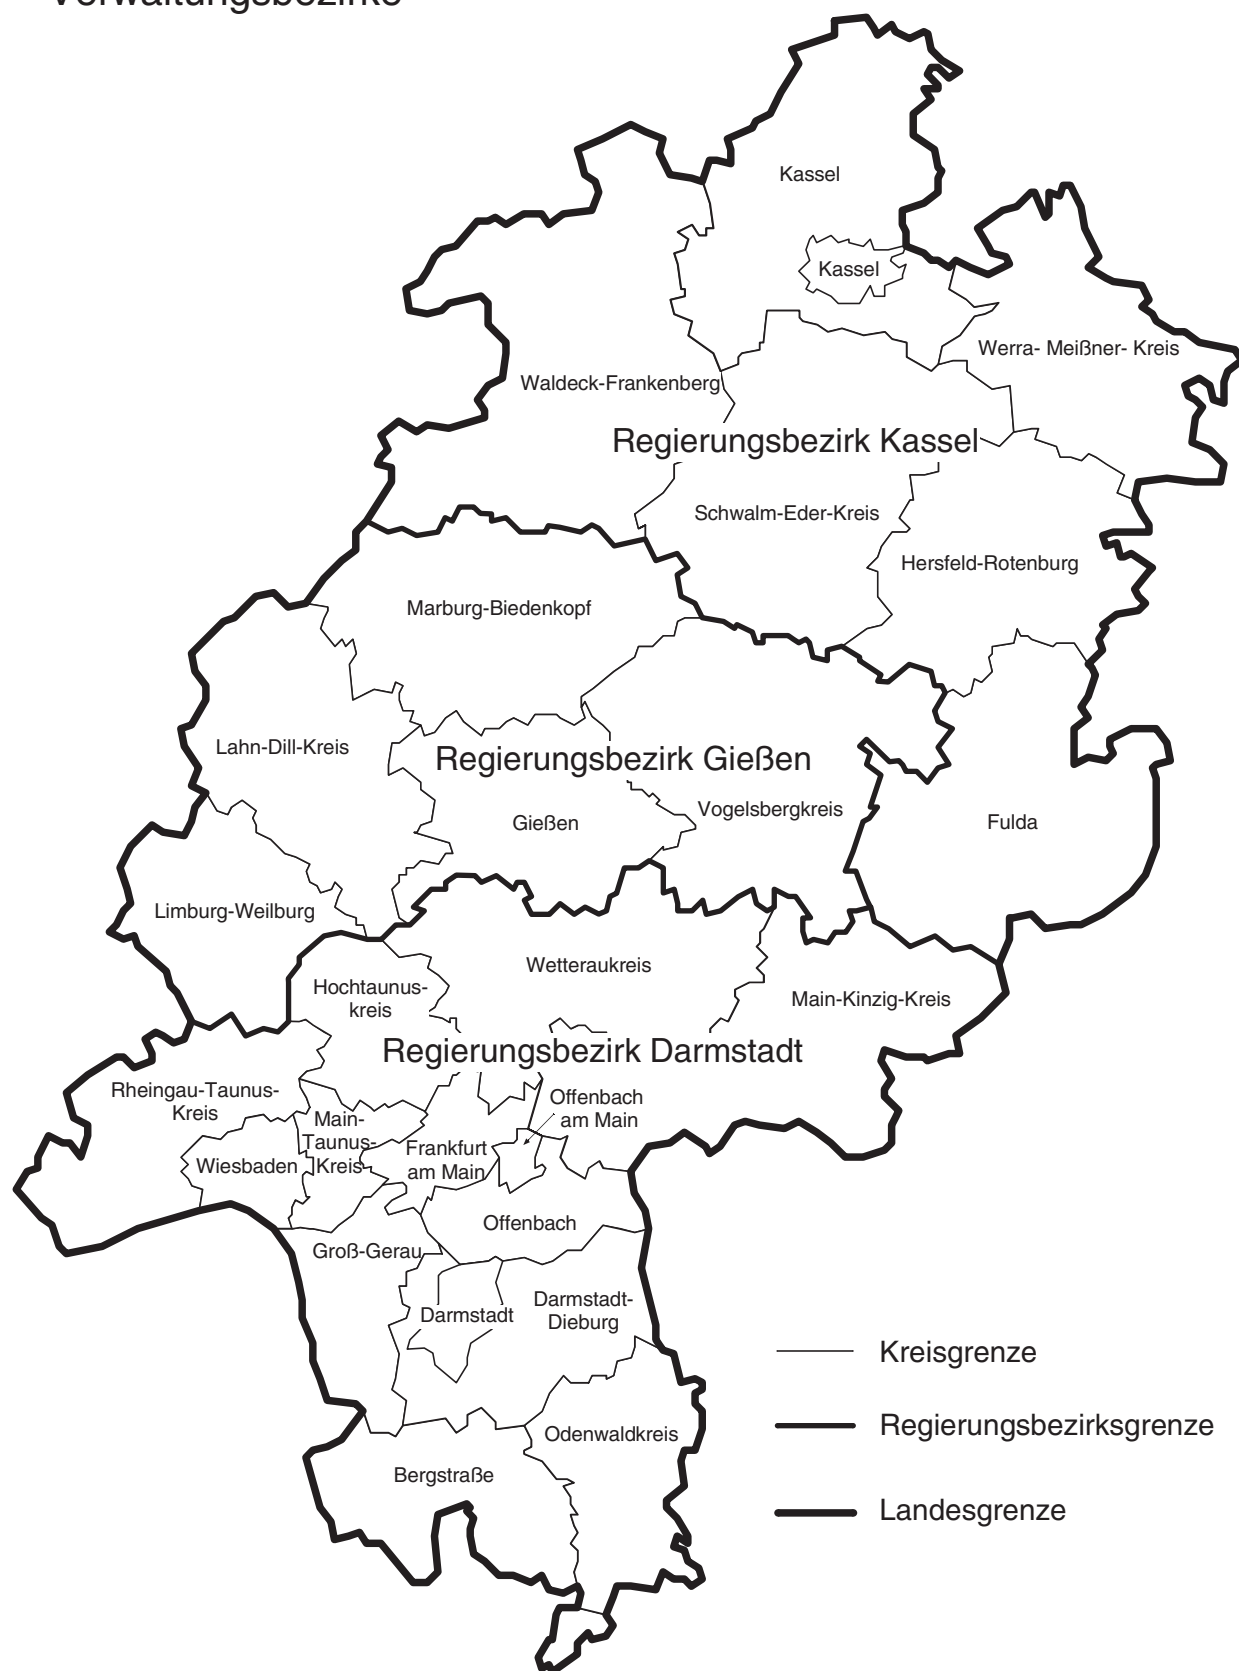 Verwaltungsbezirke
Kassel
Kassel
Werra- Meißner- Kreis
Waldeck-Frankenberg
Regierungsbezirk Kassel
Schwalm-Eder-Kreis
Hersfeld-Rotenburg
Marburg-Biedenkopf
Lahn-Dill-Kreis
Regierungsbezirk Gießen
Vogelsbergkreis
Gießen
Fulda
Limburg-Weilburg
Wetteraukreis
Hochtaunus-
kreis
Main-Kinzig-Kreis
Regierungsbezirk Darmstadt
Rheingau-Taunus-
Kreis
Offenbach
am Main
Main-
Taunus-
Kreis
Wiesbaden
Frankfurt
am Main
Offenbach
Groß-Gerau
Darmstadt
Darmstadt-
Dieburg
Odenwaldkreis
Bergstraße
Kreisgrenze
Regierungsbezirksgrenze
Landesgrenze